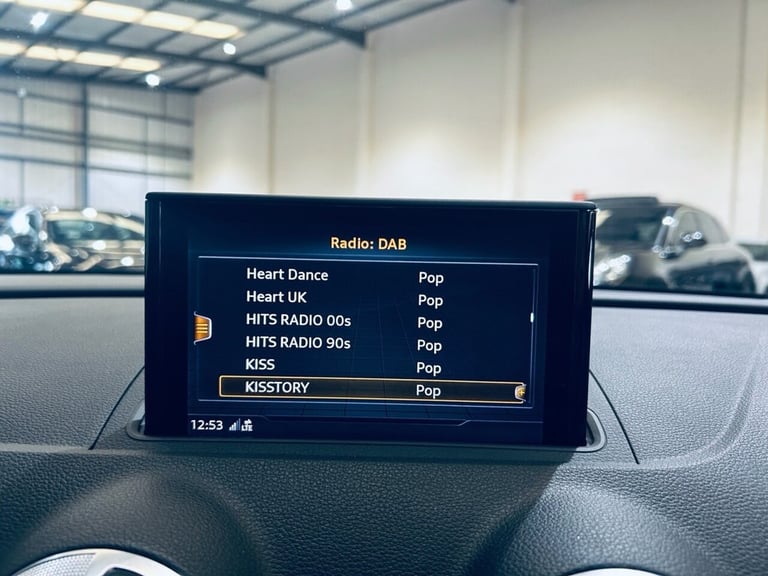 Radio: DAB
Heart Dance Pop
Heart UK Pop
HITS RADIO 00s Pop
HITS RADIO 90s Pop
KISS Pop
KISSTORY Pop
12:53 LTE